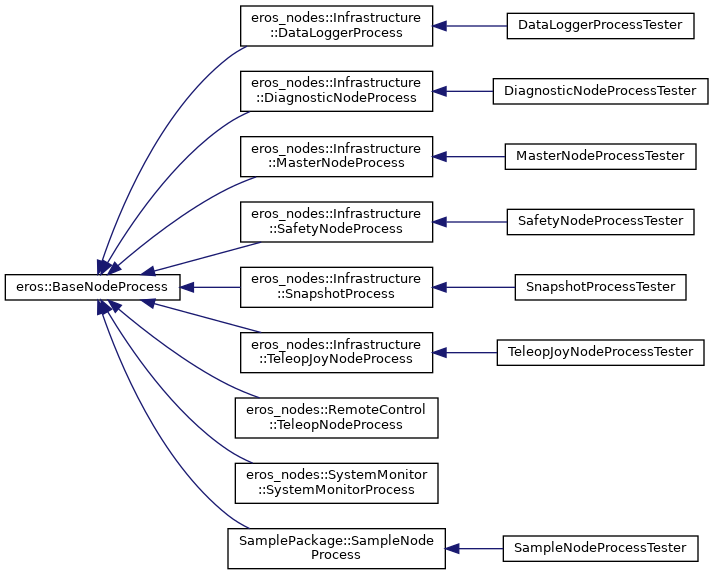 eros_nodes::Infrastructure
::DataLoggerProcess
DataLoggerProcessTester
eros_nodes::Infrastructure
::DiagnosticNodeProcess
DiagnosticNodeProcessTester
eros_nodes::Infrastructure
::MasterNodeProcess
MasterNodeProcessTester
eros_nodes::Infrastructure
::SafetyNodeProcess
SafetyNodeProcessTester
eros::BaseNodeProcess
eros_nodes::Infrastructure
::SnapshotProcess
SnapshotProcessTester
eros_nodes::Infrastructure
::TeleopJoyNodeProcess
TeleopJoyNodeProcessTester
eros_nodes::RemoteControl
::TeleopNodeProcess
eros_nodes::SystemMonitor
::SystemMonitorProcess
SamplePackage::SampleNode
Process
SampleNodeProcessTester